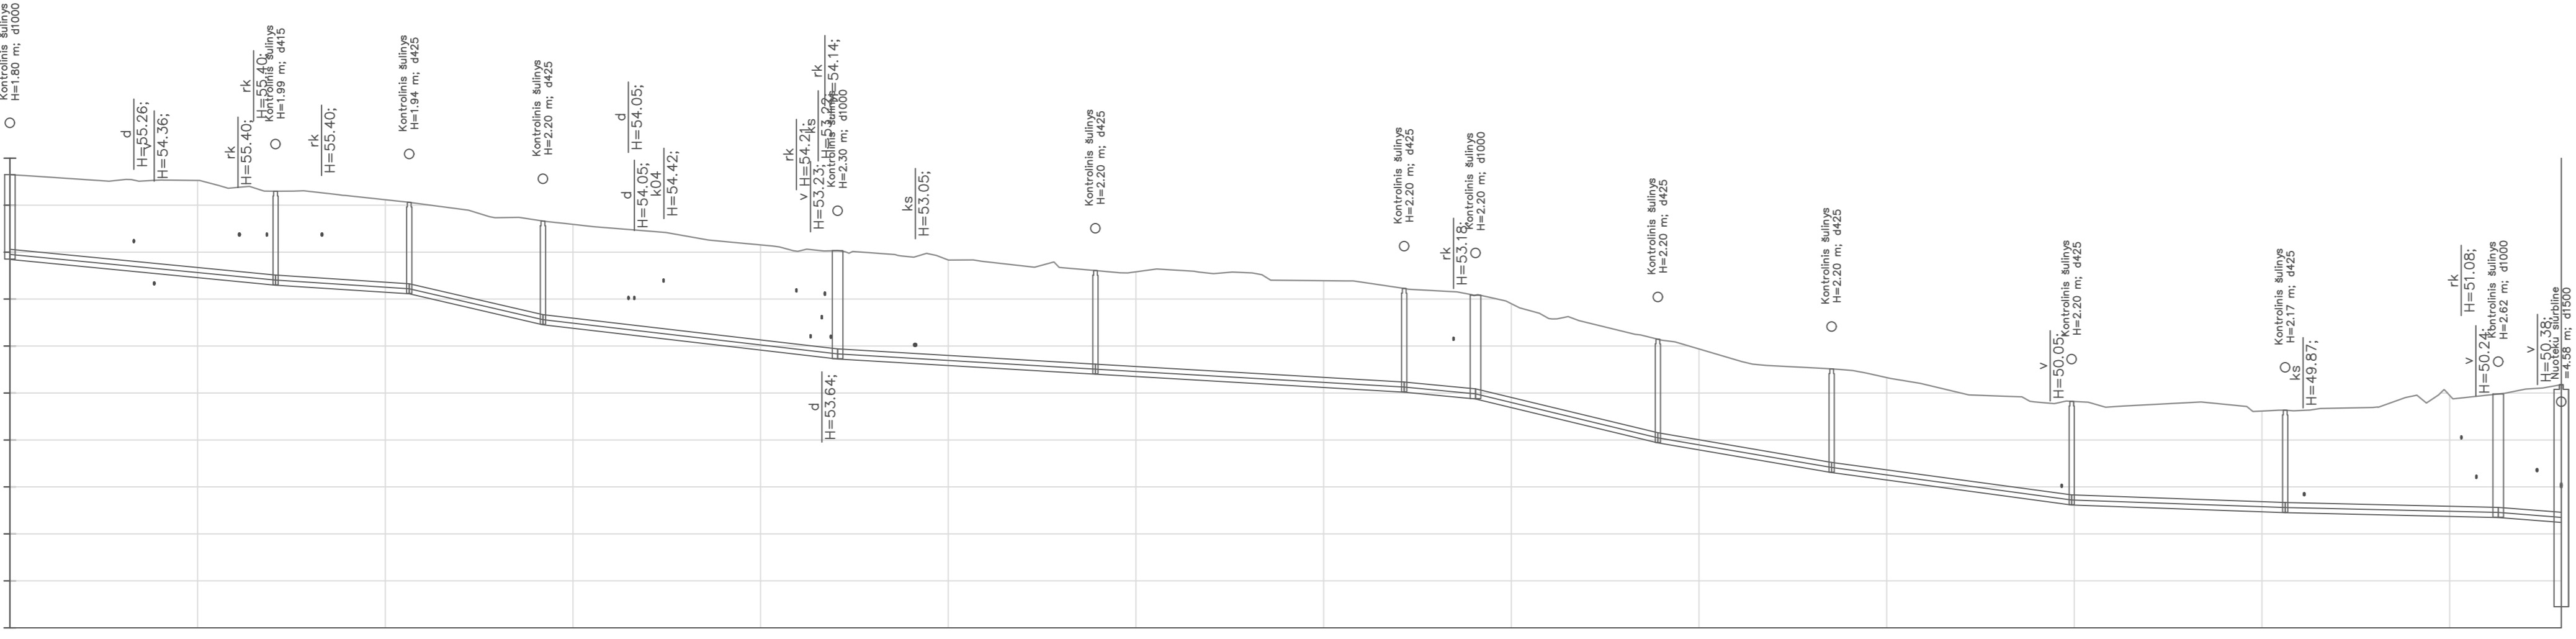 Kontrolinis šulinys
H=1.80 m; d1000
d
H=55.26;
v
H=54.36;
rk
H=55.40;
rk
H=55.40;
Kontrolinis šulinys
H=1.99 m; d415
rk
H=55.40;
Kontrolinis šulinys
H=1.94 m; d425
Kontrolinis šulinys
H=2.20 m; d425
d
H=54.05;
d
H=54.05;
k04
H=54.42;
rk
H=54.21;
v
H=53.23;
ks
H=53.22;
rk
H=54.14;
Kontrolinis šulinys
H=2.30 m; d1000
d
H=53.64;
ks
H=53.05;
Kontrolinis šulinys
H=2.20 m; d425
Kontrolinis šulinys
H=2.20 m; d425
rk
H=53.18;
Kontrolinis šulinys
H=2.20 m; d1000
Kontrolinis šulinys
H=2.20 m; d425
Kontrolinis šulinys
H=2.20 m; d425
v
H=50.05;
Kontrolinis šulinys
H=2.20 m; d425
Kontrolinis šulinys
H=2.17 m; d425
ks
H=49.87;
rk
H=51.08;
v
H=50.24;
Kontrolinis šulinys
H=2.62 m; d1000
v
H=50.38;
Nuotekų siurblinė
=4.58 m; d1500